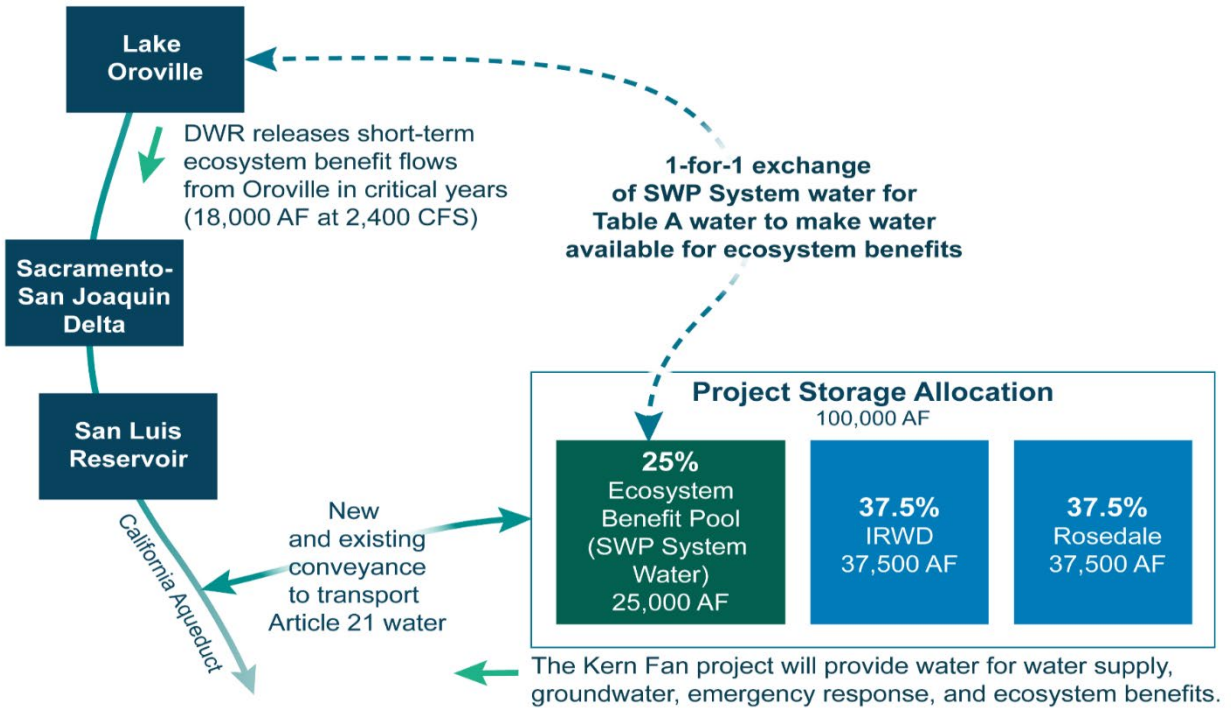 Lake
Oroville
DWR releases short-term
ecosystem benefit flows
from Oroville in critical years
(18,000 AF at 2,400 CFS)
1-for-1 exchange
of SWP System water for
Table A water to make water
available for ecosystem benefits
Sacramento-
San Joaquin
Delta
San Luis
Reservoir
California Aqueduct
New
and existing
conveyance
to transport
Article 21 water
Project Storage Allocation
100,000 AF
25%
Ecosystem
Benefit Pool
(SWP System
Water)
25,000 AF
37.5%
IRWD
37,500 AF
37.5%
Rosedale
37,500 AF
The Kern Fan project will provide water for water supply,
groundwater, emergency response, and ecosystem benefits.